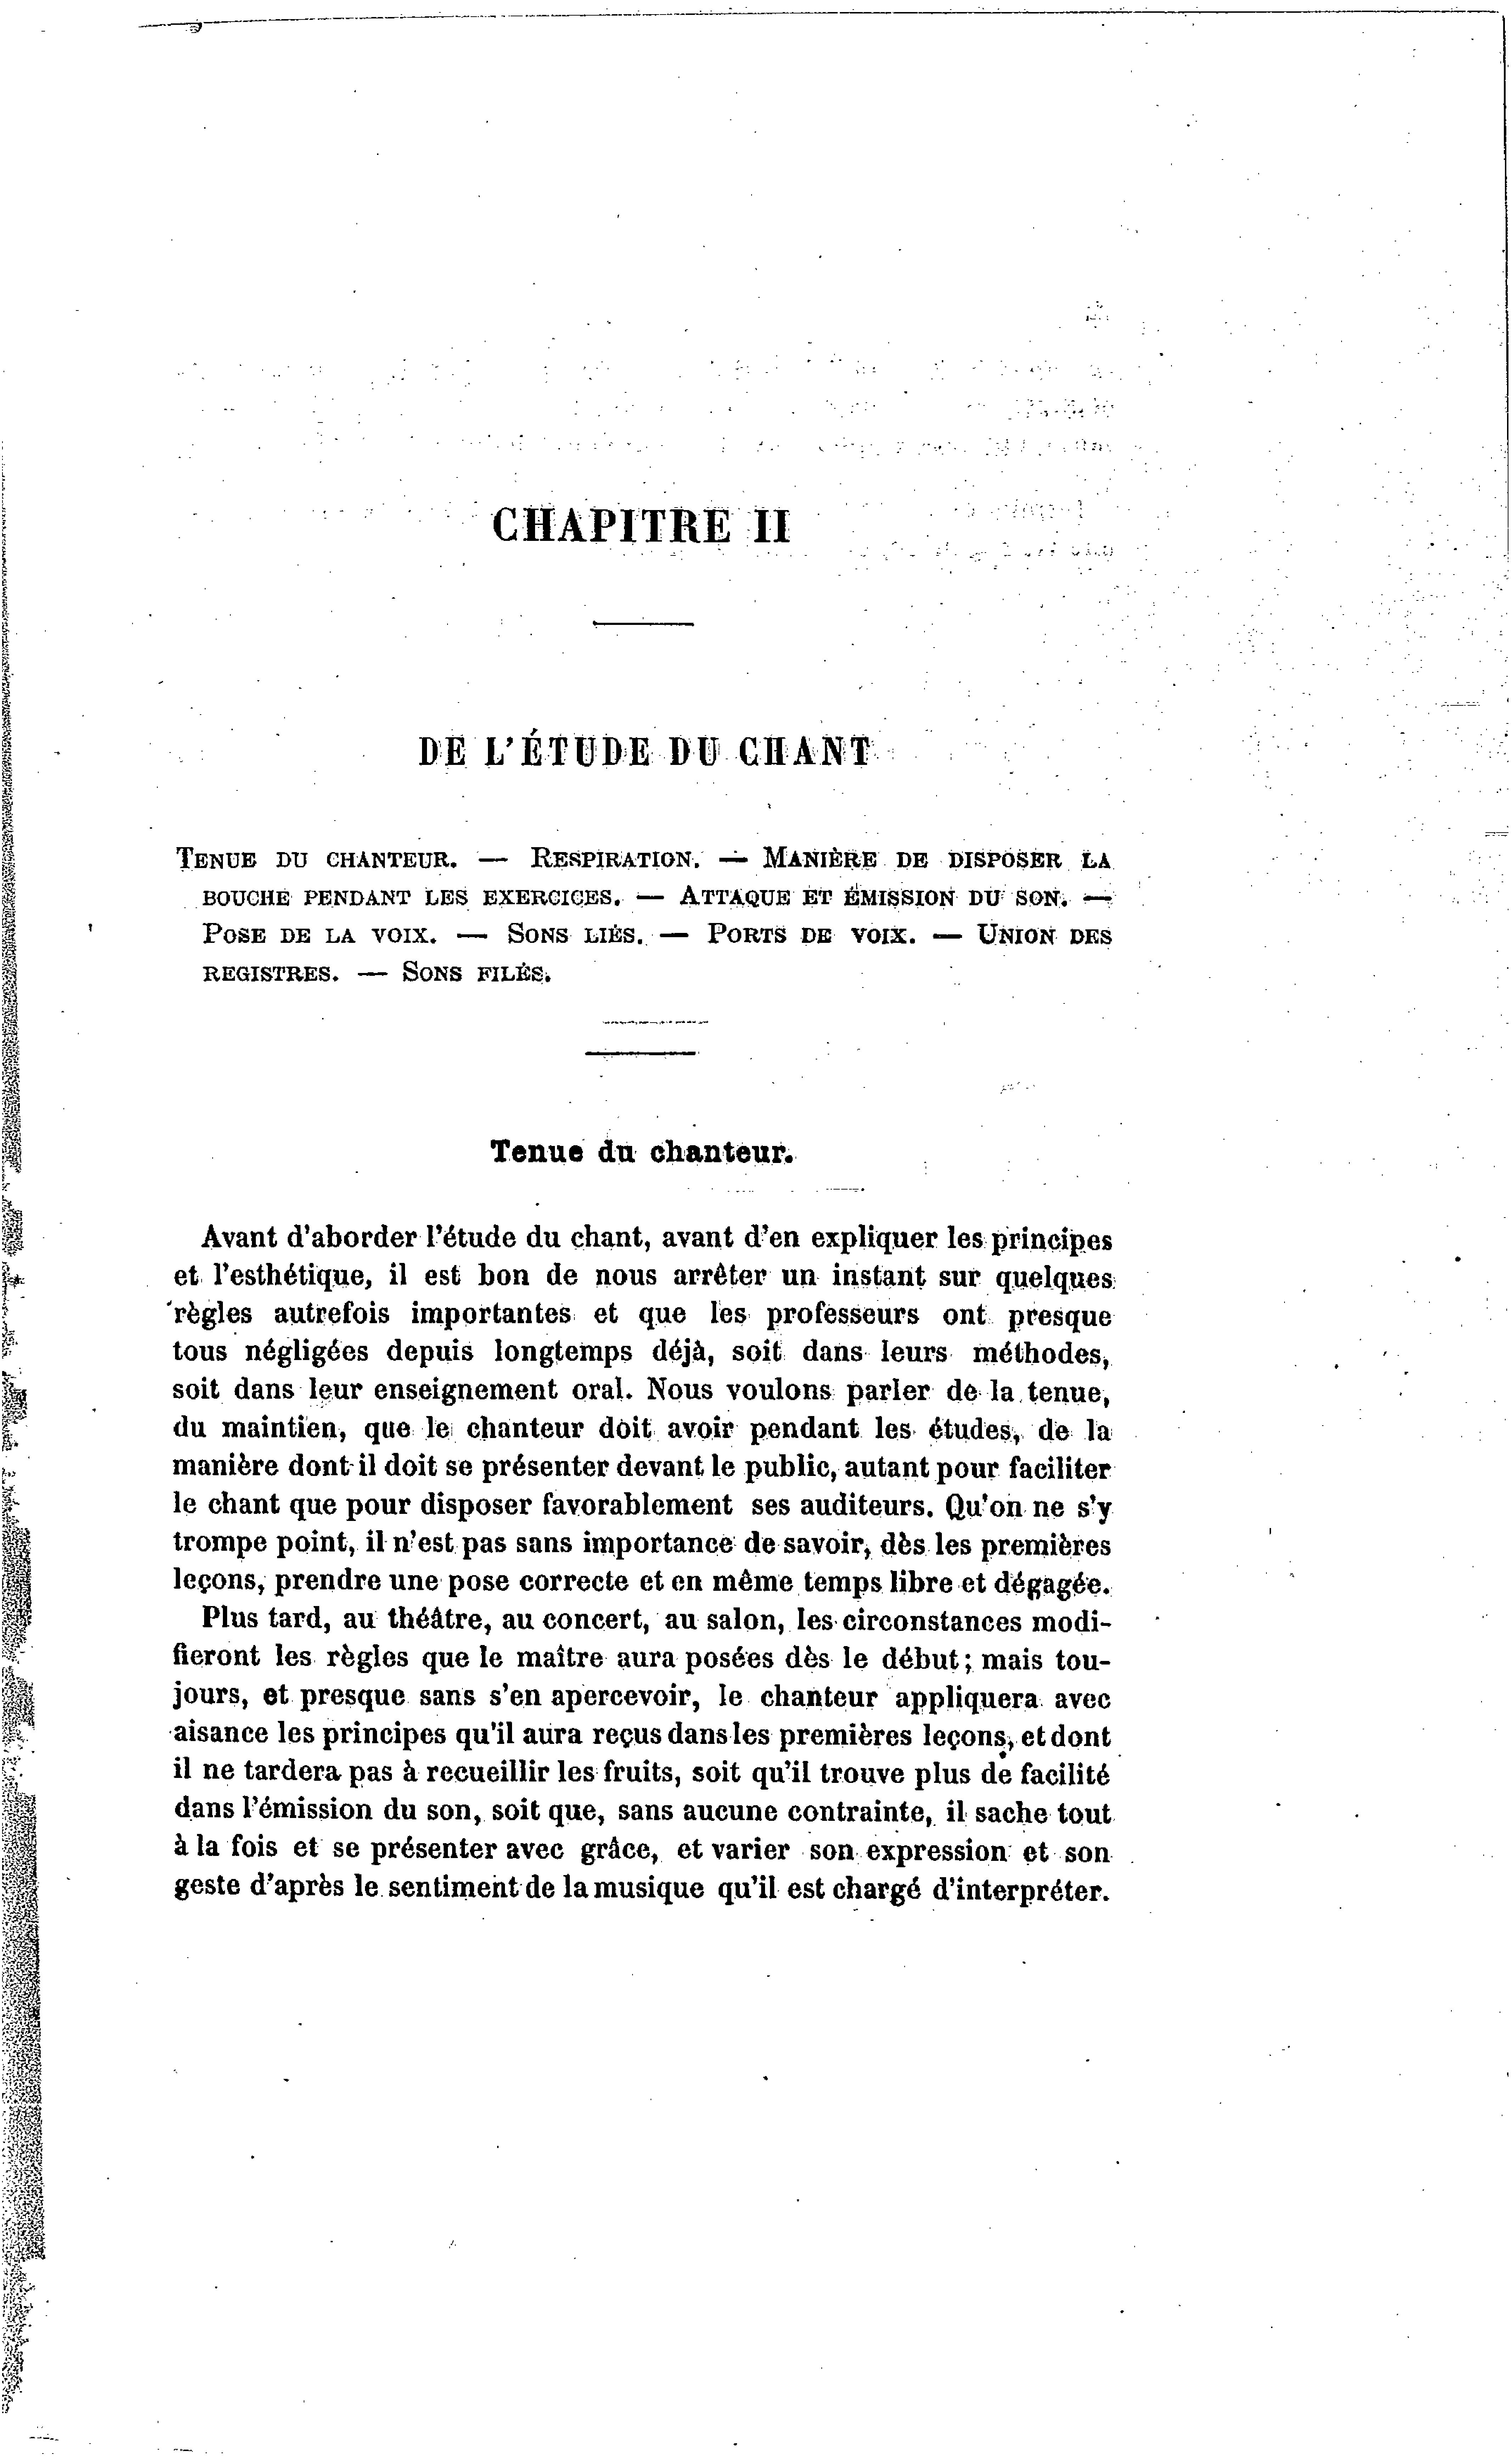 CHAPITRE II
DE L'ÉTUDE DU CHANT
TENUE DU CHANTEUR. — RESPIRATION. — MANIÈRE DE DISPOSER LA
BOUCHE PENDANT LES EXERCICES. — ATTAQUE ET ÉMISSION DU SON. —
POSE DE LA VOIX. — SONS LIÉS. — PORTS DE VOIX. — UNION DES
REGISTRES. — SONS FILÉS.
Tenue du chanteur.
Avant d'aborder l'étude du chant, avant d'en expliquer les principes
et l'esthétique, il est bon de nous arrêter un instant sur quelques
règles autrefois importantes et que les professeurs ont presque
tous négligées depuis longtemps déjà, soit dans leurs méthodes,
soit dans leur enseignement oral. Nous voulons parler de la tenue,
du maintien, que le chanteur doit avoir pendant les études, de la
manière dont il doit se présenter devant le public, autant pour faciliter
le chant que pour disposer favorablement ses auditeurs. Qu'on ne s'y
trompe point, il n'est pas sans importance de savoir, dès les premières
leçons, prendre une pose correcte et en même temps libre et dégagée.
Plus tard, au théâtre, au concert, au salon, les circonstances modi-
fieront les règles que le maître aura posées dès le début; mais tou-
jours, et presque sans s'en apercevoir, le chanteur appliquera avec
aisance les principes qu'il aura reçus dans les premières leçons, et dont
il ne tardera pas à recueillir les fruits, soit qu'il trouve plus de facilité
dans l'émission du son, soit que, sans aucune contrainte, il sache tout
à la fois et se présenter avec grâce, et varier son expression et son
geste d'après le sentiment de la musique qu'il est chargé d'interpréter.